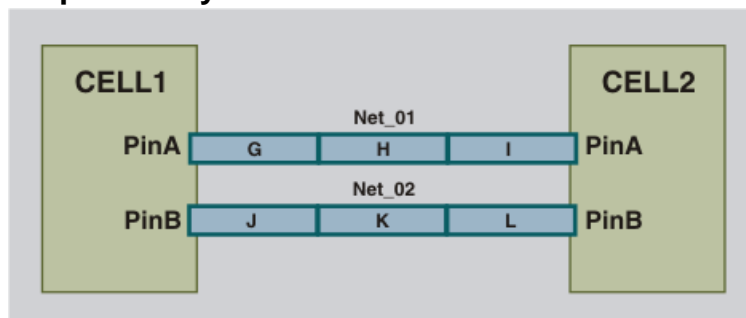 CELL1
CELL2
Net_01
PinA G H I PinA
Net_02
PinB J K L PinB